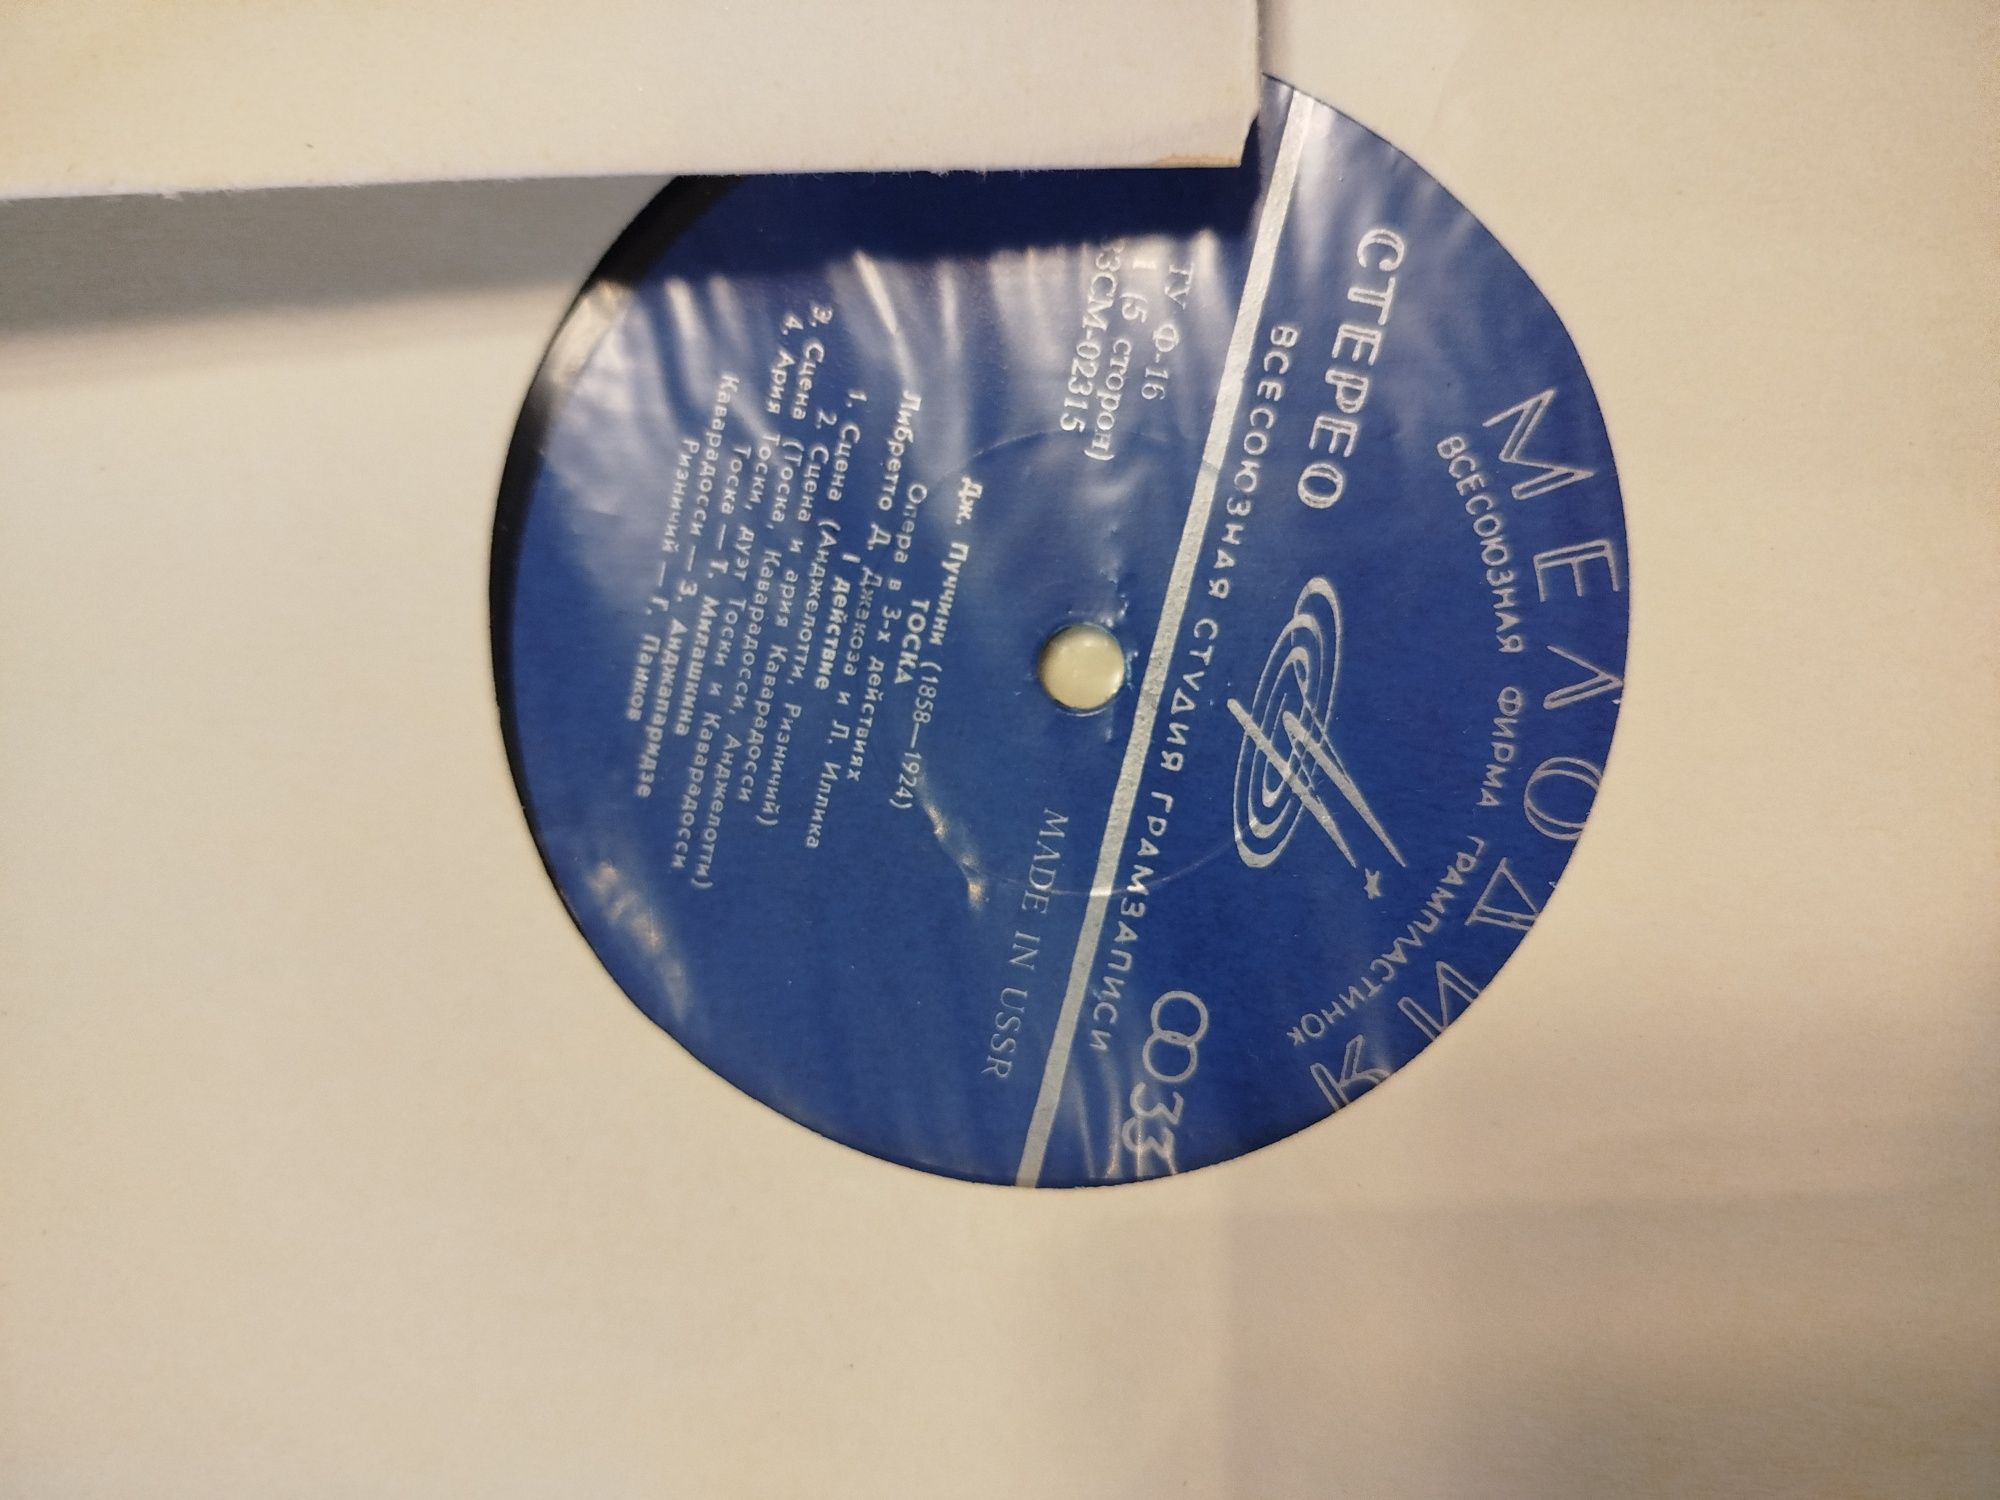 МЕЛОДИЯ
ВСЕСОЮЗНАЯ ФИРМА ГРАМПЛАСТИНОК
СТЕРЕО
33
ВСЕСОЮЗНАЯ СТУДИЯ ГРАМЗАПИСИ
ТУ Ф-16
1 (5 сторон)
33СМ-02315
MADE IN USSR
Дж. Пуччини (1858—1924)
ТОСКА
Опера в 3-х действиях
Либретто Д. Джакоза и Л. Иллика
I действие
1. Сцена (Анджелотти, Ризничий)
2. Сцена и ария Каварадосси
3. Сцена (Тоска, Каварадосси, Анджелотти)
4. Ария Тоски, дуэт Тоски и Каварадосси
Тоска — Т. Милашкина
Каварадосси — З. Анджапаридзе
Ризничий — Г. Панков